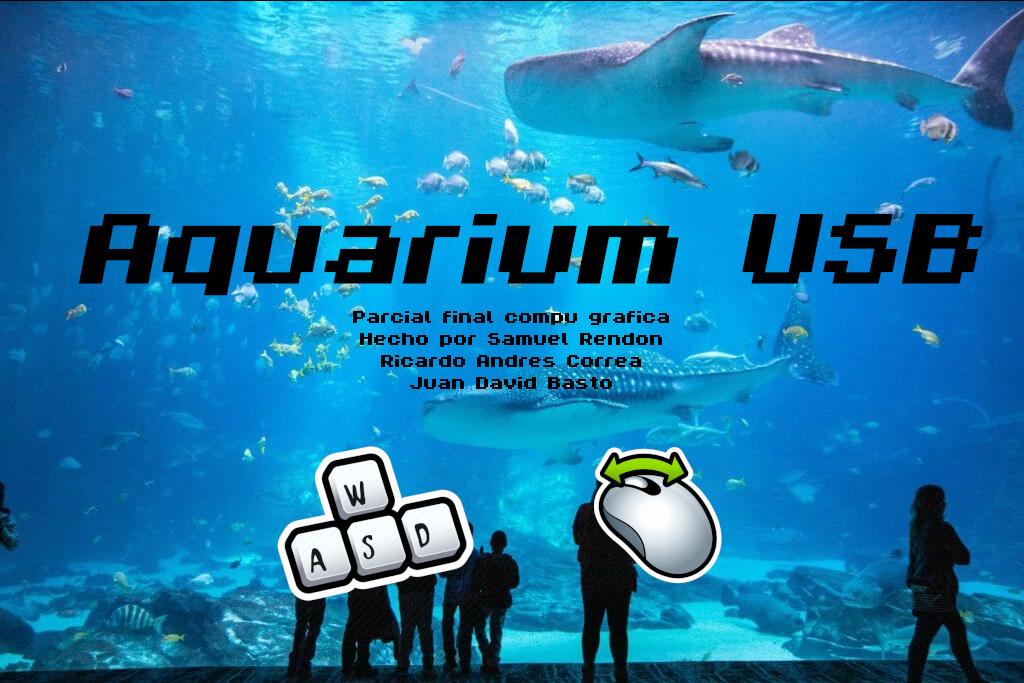 Aquarium USB
Parcial final compu grafica
Hecho por Samuel Rendon
Ricardo Andres Correa
Juan David Basto
W
A S D